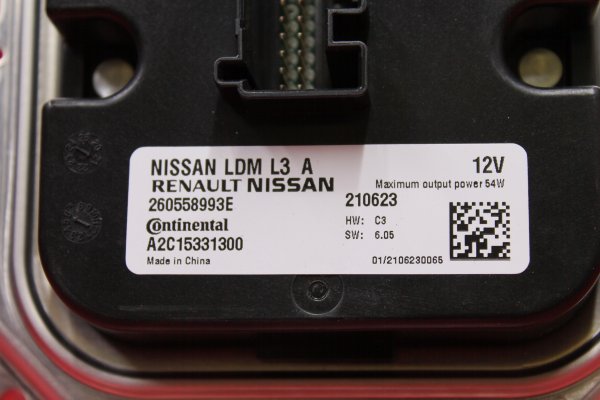 NISSAN LDM L3 A 12V
RENAULT NISSAN Maximum output power 54W
260558993E 210623
Continental HW: C3
A2C15331300 SW: 6.05
Made in China 01/2106230065